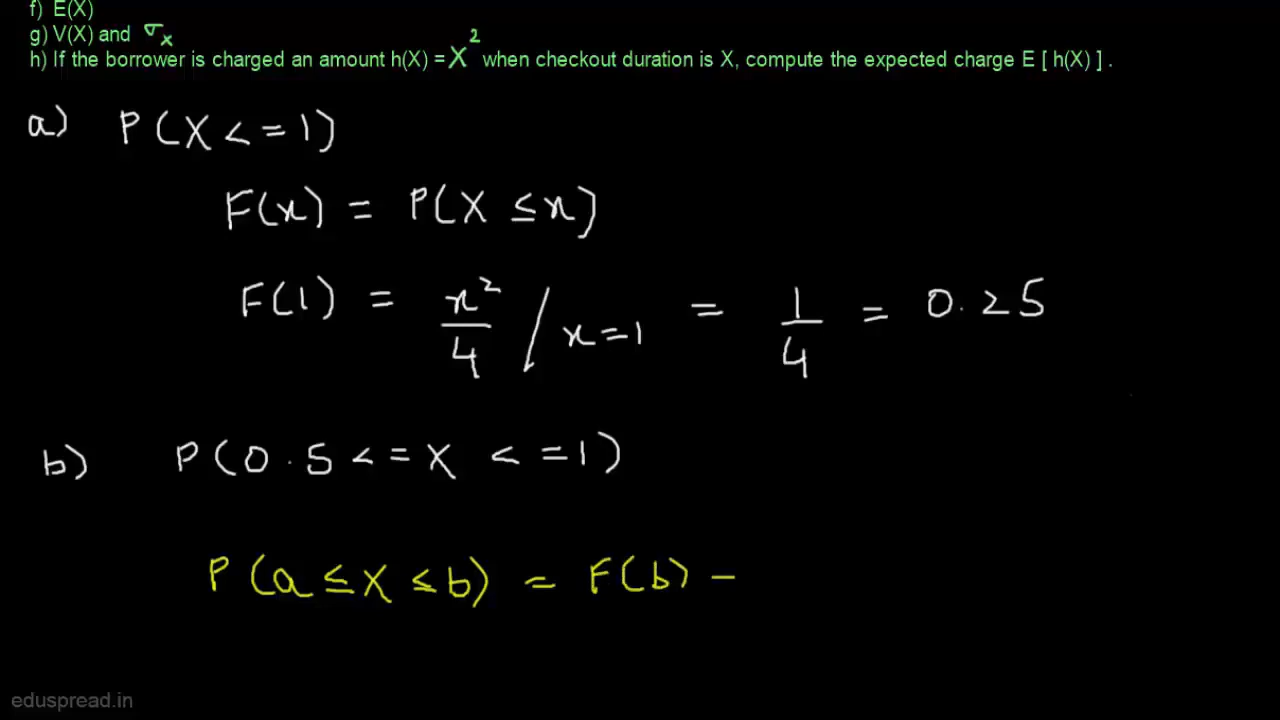 f) E(X)
g) V(X) and σx
h) If the borrower is charged an amount h(X) = X² when checkout duration is X, compute the expected charge E [ h(X) ] .
a) P(X <= 1)
F(x) = P(X ≤ x)
F(1) = x²/4 / x=1 = 1/4 = 0.25
b) P(0.5 <= X <= 1)
P(a ≤ X ≤ b) = F(b) –
eduspread.in